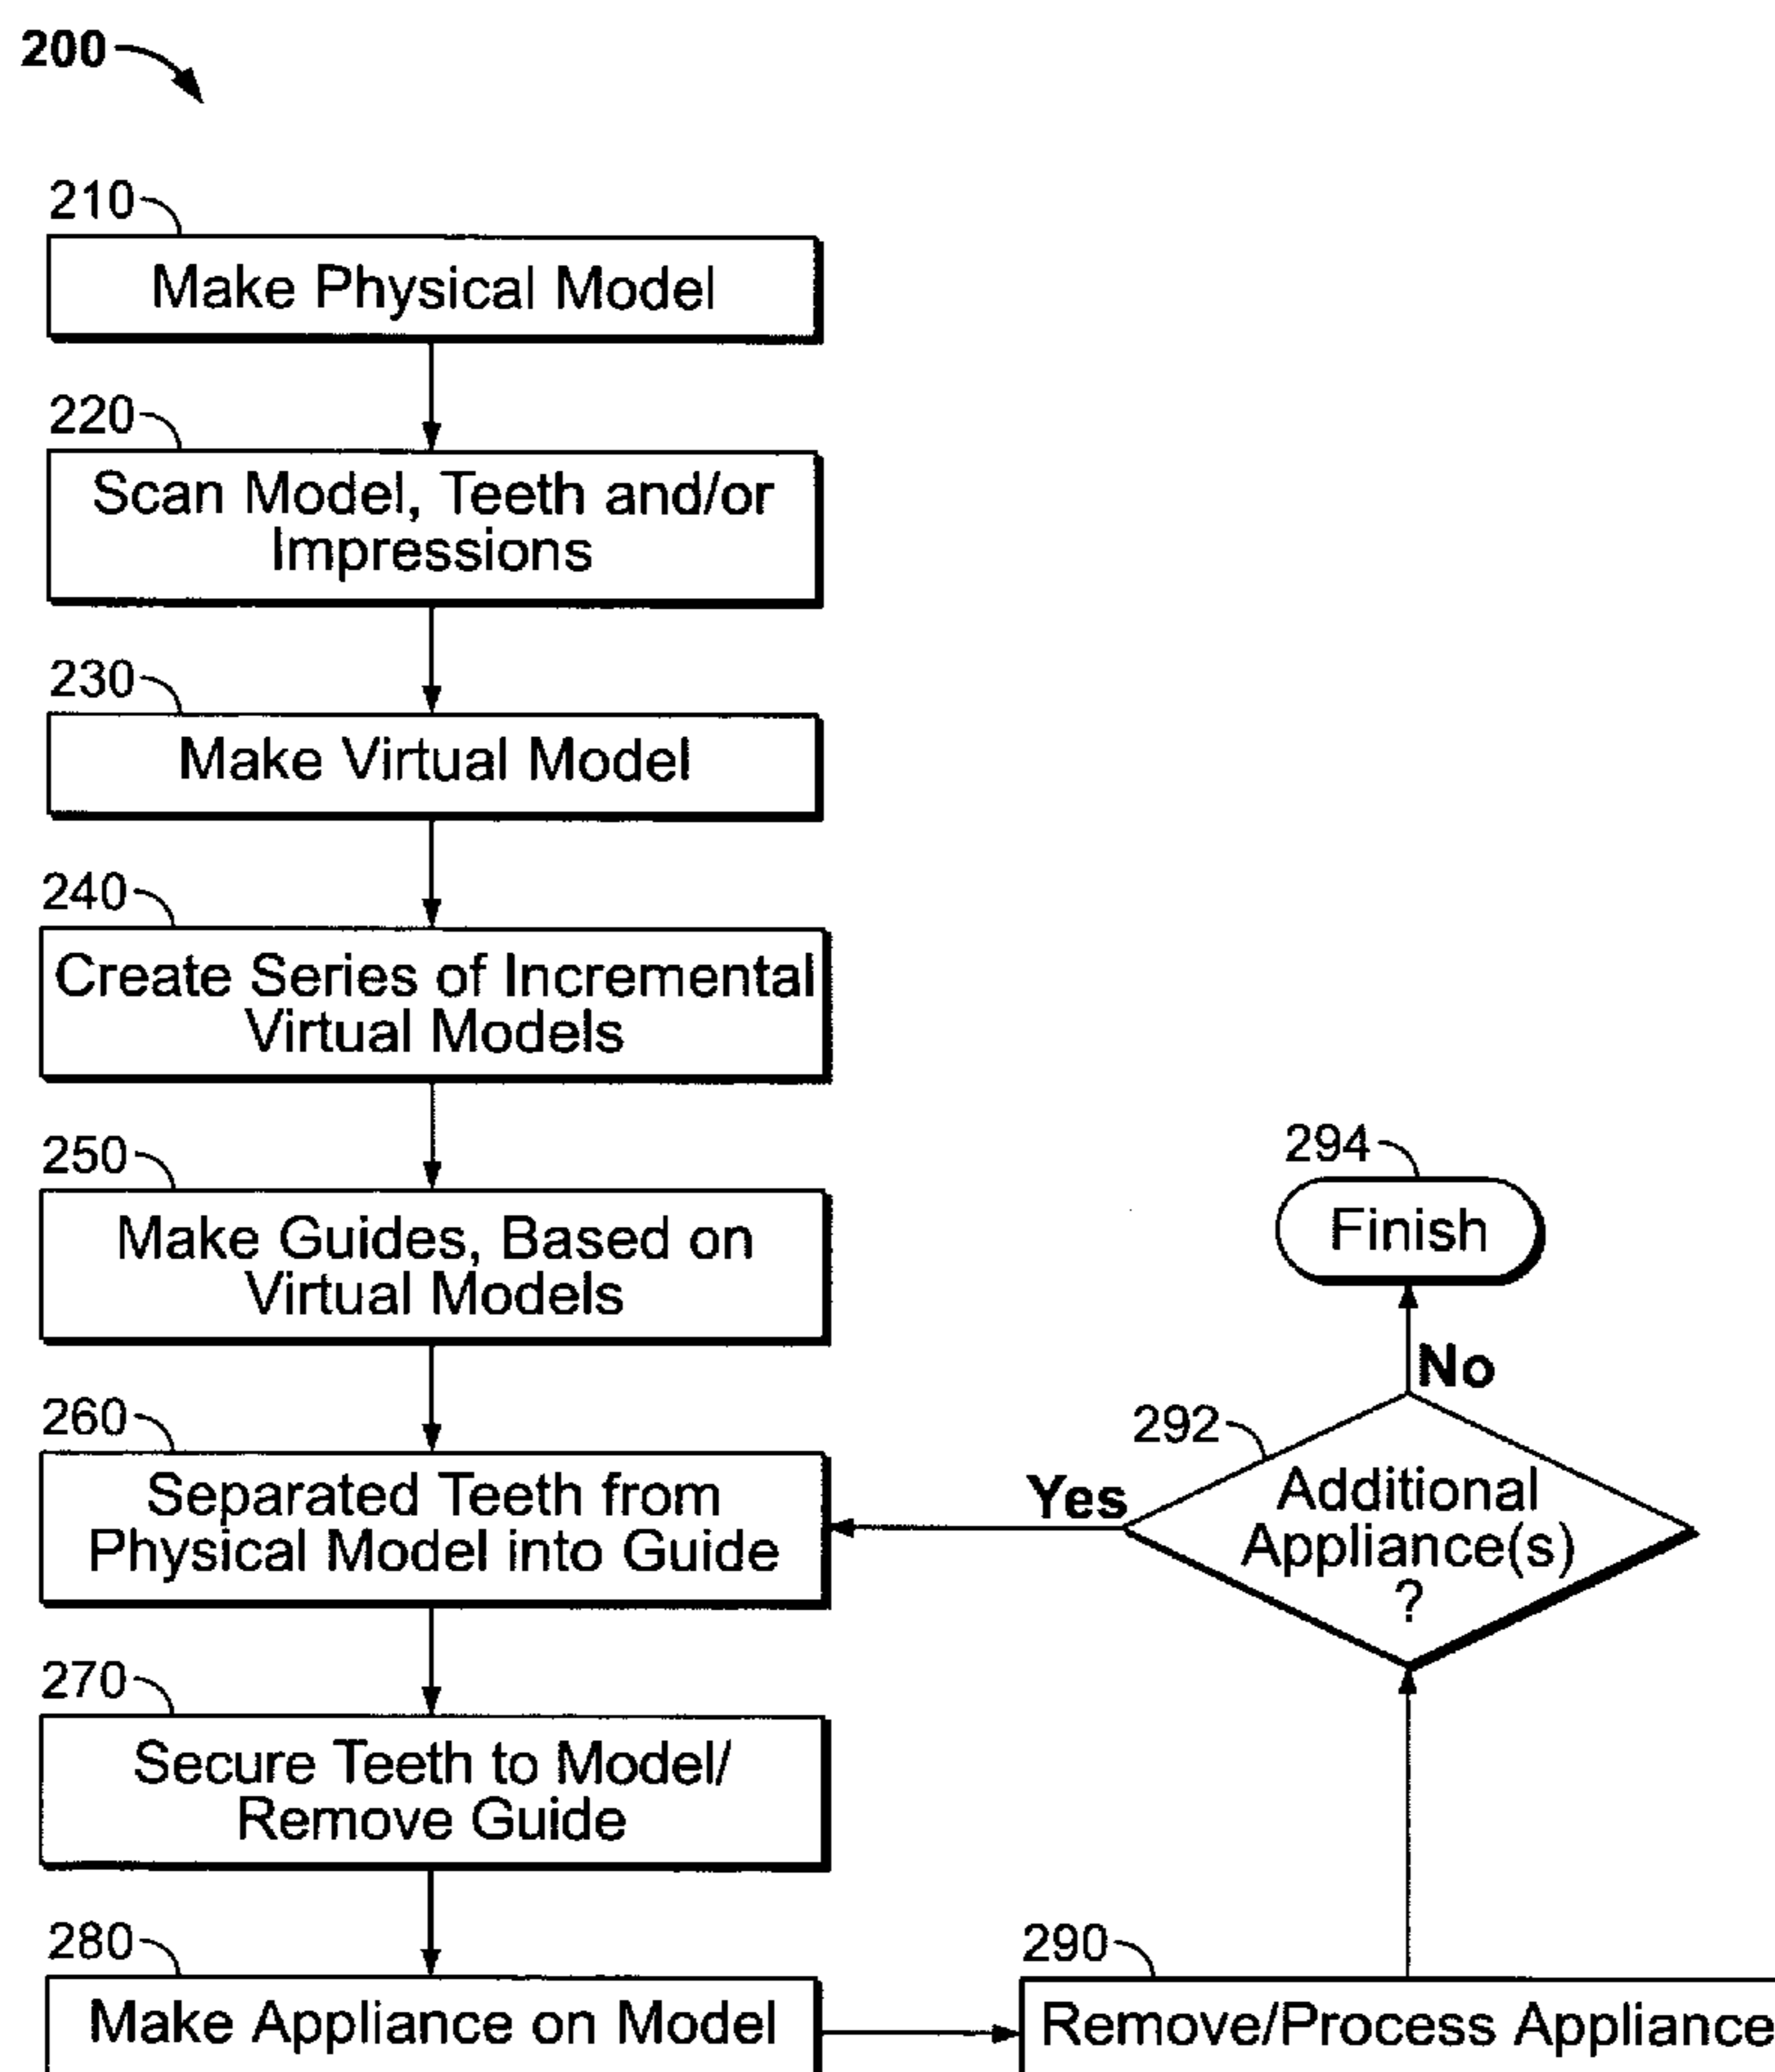 200
210
Make Physical Model
220
Scan Model, Teeth and/or
Impressions
230
Make Virtual Model
240
Create Series of Incremental
Virtual Models
250
Make Guides, Based on
Virtual Models
260
Separated Teeth from
Physical Model into Guide
270
Secure Teeth to Model/
Remove Guide
280
Make Appliance on Model
290
Remove/Process Appliance
292
Additional
Appliance(s)
?
Yes
No
294
Finish